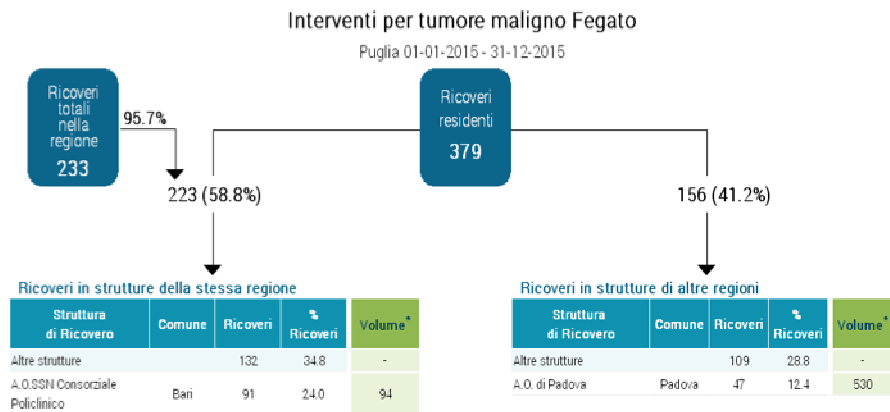 Interventi per tumore maligno Fegato
Puglia 01-01-2015 - 31-12-2015
Ricoveri
totali
nella
regione
233
95.7%
Ricoveri
residenti
379
223 (58.8%)
156 (41.2%)
Ricoveri in strutture della stessa regione
Struttura di Ricovero Comune Ricoveri % Ricoveri Volume*
Altre strutture 132 34.8 -
A.O.SSN Consorziale Policlinico Bari 91 24.0 94
Ricoveri in strutture di altre regioni
Struttura di Ricovero Comune Ricoveri % Ricoveri Volume*
Altre strutture 109 28.8 -
A.O. di Padova Padova 47 12.4 530